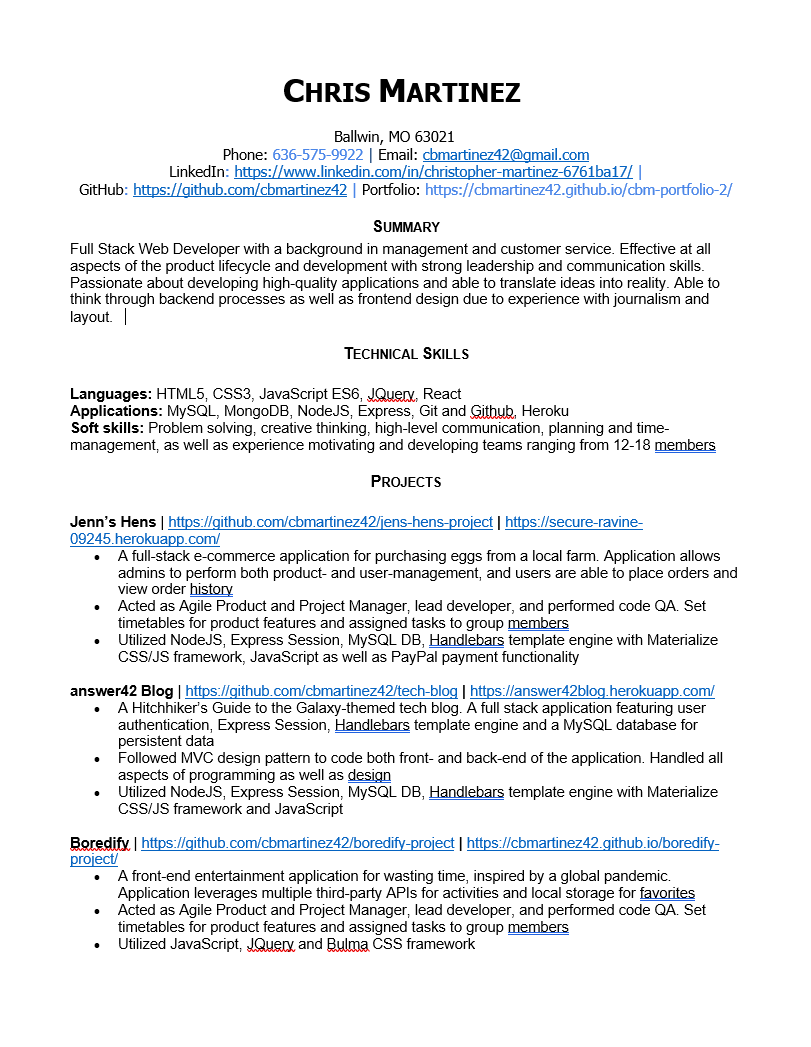 CHRIS MARTINEZ
Ballwin, MO 63021
Phone: 636-575-9922 | Email: cbmartinez42@gmail.com
LinkedIn: https://www.linkedin.com/in/christopher-martinez-6761ba17/ |
GitHub: https://github.com/cbmartinez42 | Portfolio: https://cbmartinez42.github.io/cbm-portfolio-2/
SUMMARY
Full Stack Web Developer with a background in management and customer service. Effective at all
aspects of the product lifecycle and development with strong leadership and communication skills.
Passionate about developing high-quality applications and able to translate ideas into reality. Able to
think through backend processes as well as frontend design due to experience with journalism and
layout.
TECHNICAL SKILLS
Languages: HTML5, CSS3, JavaScript ES6, JQuery, React
Applications: MySQL, MongoDB, NodeJS, Express, Git and Github, Heroku
Soft skills: Problem solving, creative thinking, high-level communication, planning and time-
management, as well as experience motivating and developing teams ranging from 12-18 members
PROJECTS
Jenn's Hens | https://github.com/cbmartinez42/jens-hens-project | https://secure-ravine-
09245.herokuapp.com/
• A full-stack e-commerce application for purchasing eggs from a local farm. Application allows
admins to perform both product- and user-management, and users are able to place orders and
view order history
• Acted as Agile Product and Project Manager, lead developer, and performed code QA. Set
timetables for product features and assigned tasks to group members
• Utilized NodeJS, Express Session, MySQL DB, Handlebars template engine with Materialize
CSS/JS framework, JavaScript as well as PayPal payment functionality
answer42 Blog | https://github.com/cbmartinez42/tech-blog | https://answer42blog.herokuapp.com/
• A Hitchhiker's Guide to the Galaxy-themed tech blog. A full stack application featuring user
authentication, Express Session, Handlebars template engine and a MySQL database for
persistent data
• Followed MVC design pattern to code both front- and back-end of the application. Handled all
aspects of programming as well as design
• Utilized NodeJS, Express Session, MySQL DB, Handlebars template engine with Materialize
CSS/JS framework and JavaScript
Boredify | https://github.com/cbmartinez42/boredify-project | https://cbmartinez42.github.io/boredify-
project/
• A front-end entertainment application for wasting time, inspired by a global pandemic.
Application leverages multiple third-party APIs for activities and local storage for favorites
• Acted as Agile Product and Project Manager, lead developer, and performed code QA. Set
timetables for product features and assigned tasks to group members
• Utilized JavaScript, JQuery and Bulma CSS framework